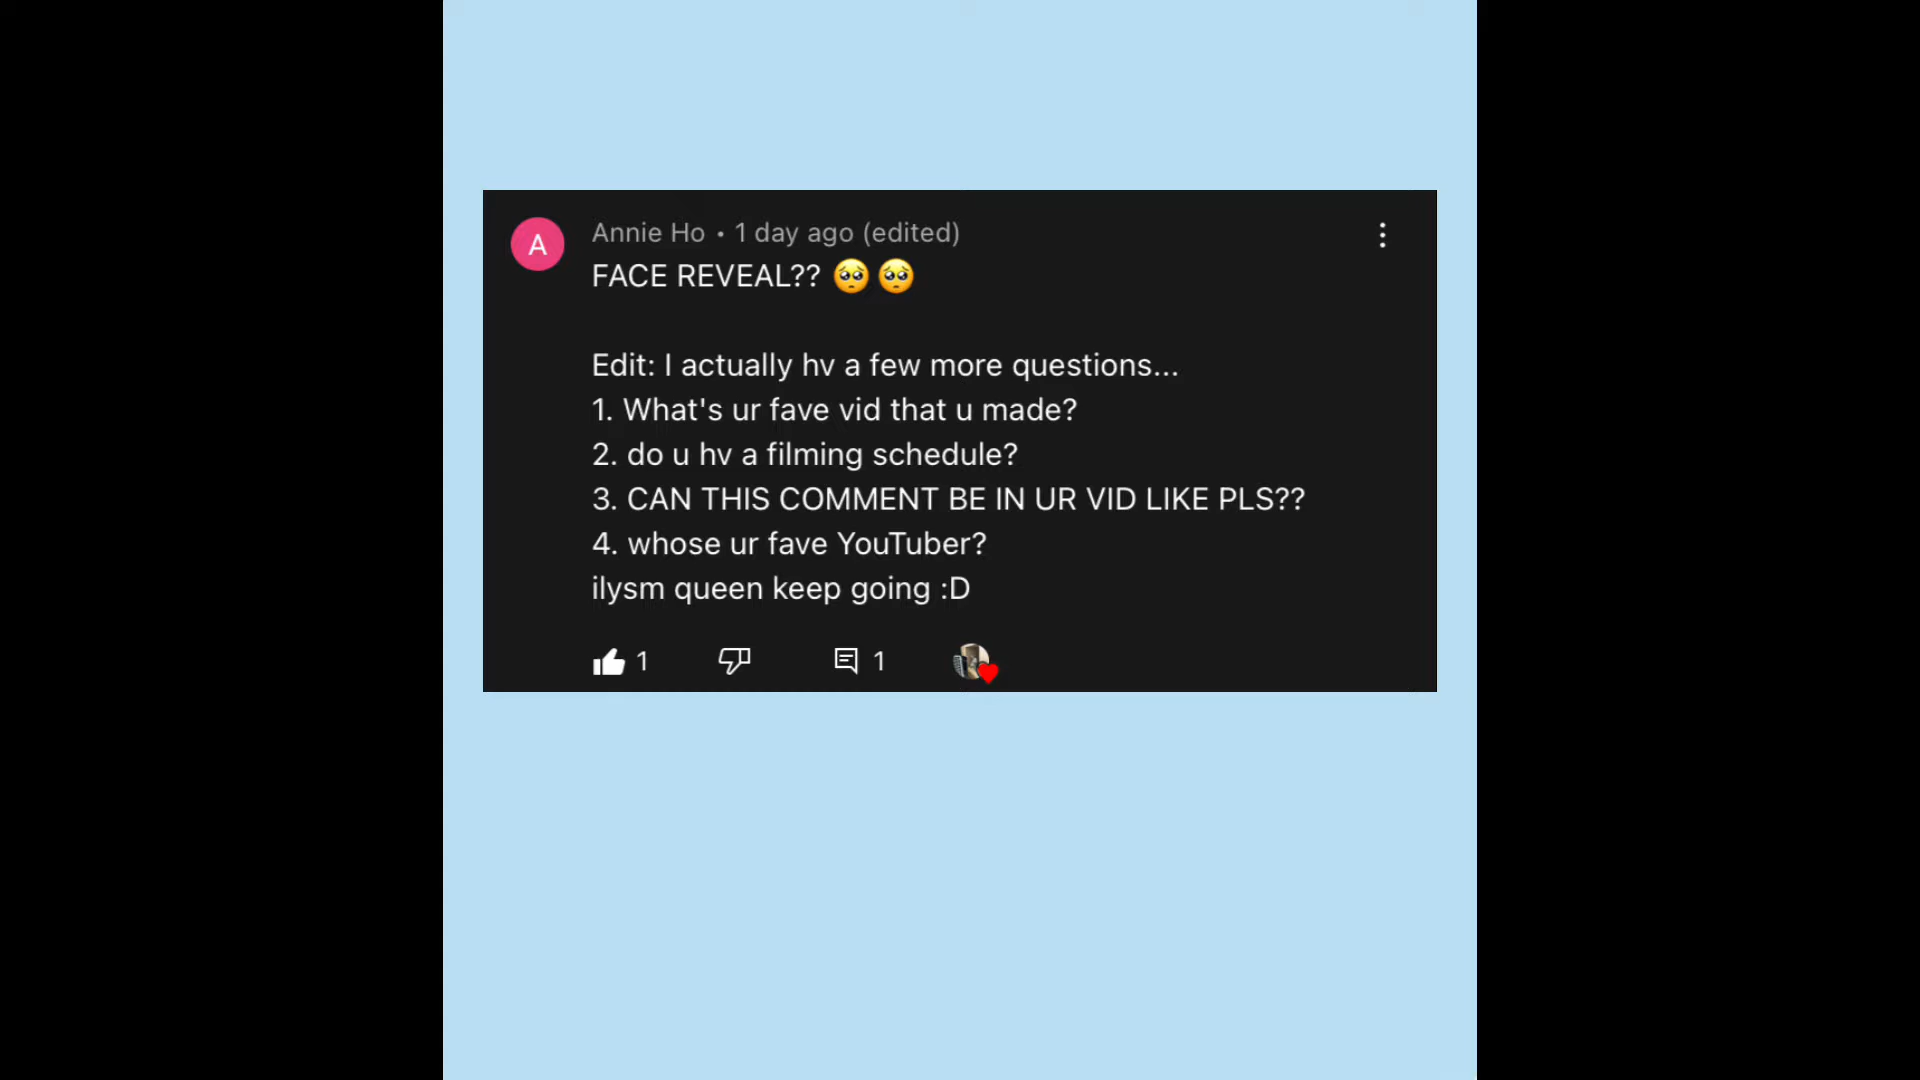 A
Annie Ho • 1 day ago (edited)
FACE REVEAL?? 🥺🥺
Edit: I actually hv a few more questions...
1. What's ur fave vid that u made?
2. do u hv a filming schedule?
3. CAN THIS COMMENT BE IN UR VID LIKE PLS??
4. whose ur fave YouTuber?
ilysm queen keep going :D
1 1